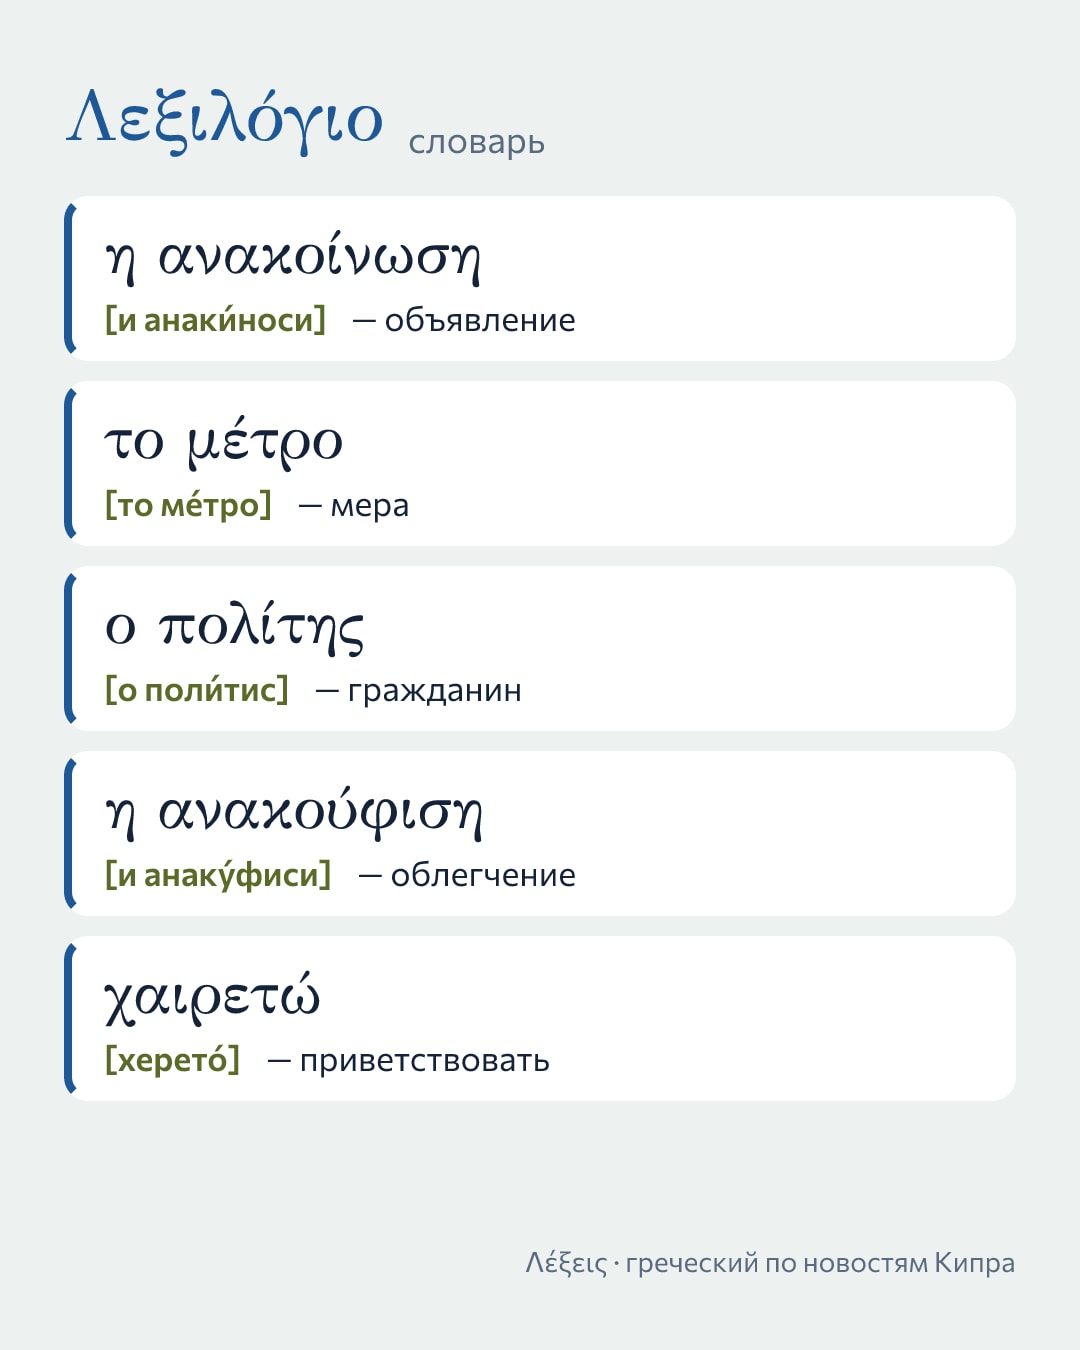 Λεξιλόγιο словарь
η ανακοίνωση
[и анаки́носи] — объявление
το μέτρο
[то ме́тро] — мера
ο πολίτης
[о поли́тис] — гражданин
η ανακούφιση
[и анаку́фиси] — облегчение
χαιρετώ
[херето́] — приветствовать
Λέξεις · греческий по новостям Кипра